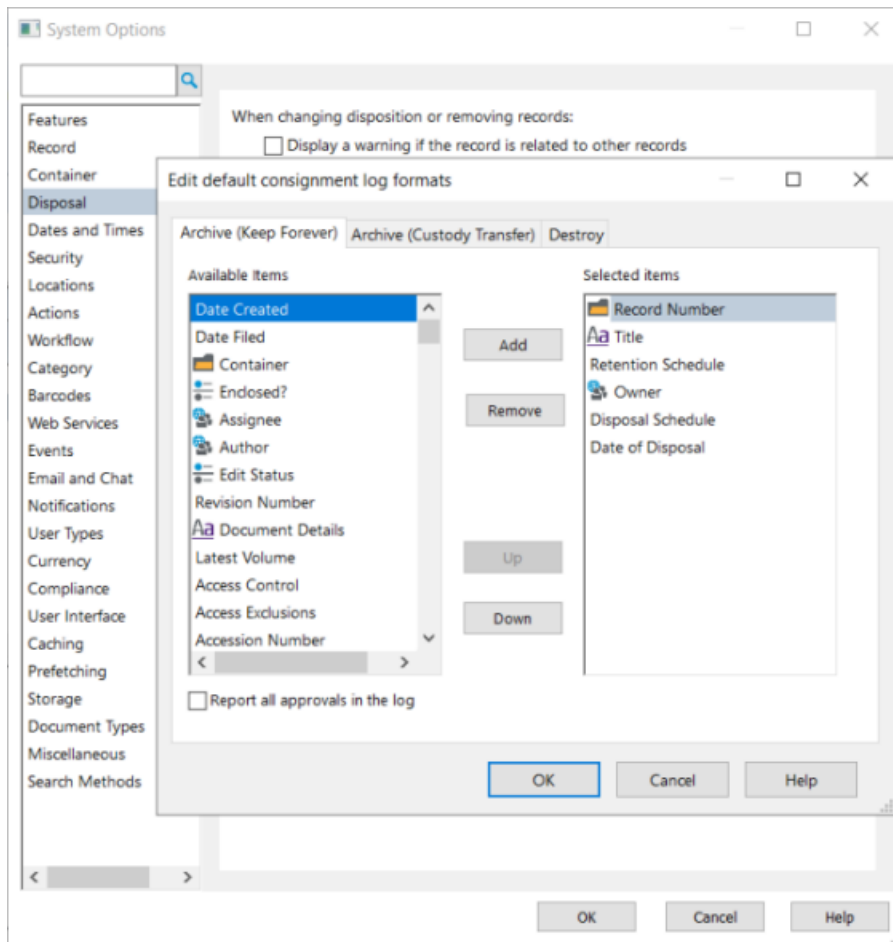 System Options
Features
Record
Container
Disposal
Dates and Times
Security
Locations
Actions
Workflow
Category
Barcodes
Web Services
Events
Email and Chat
Notifications
User Types
Currency
Compliance
User Interface
Caching
Prefetching
Storage
Document Types
Miscellaneous
Search Methods
When changing disposition or removing records:
Display a warning if the record is related to other records
Edit default consignment log formats
Archive (Keep Forever)
Archive (Custody Transfer)
Destroy
Available Items
Date Created
Date Filed
Container
Enclosed?
Assignee
Author
Edit Status
Revision Number
Aa Document Details
Latest Volume
Access Control
Access Exclusions
Accession Number
Add
Remove
Up
Down
Selected items
Record Number
Aa Title
Retention Schedule
Owner
Disposal Schedule
Date of Disposal
Report all approvals in the log
OK
Cancel
Help
OK
Cancel
Help